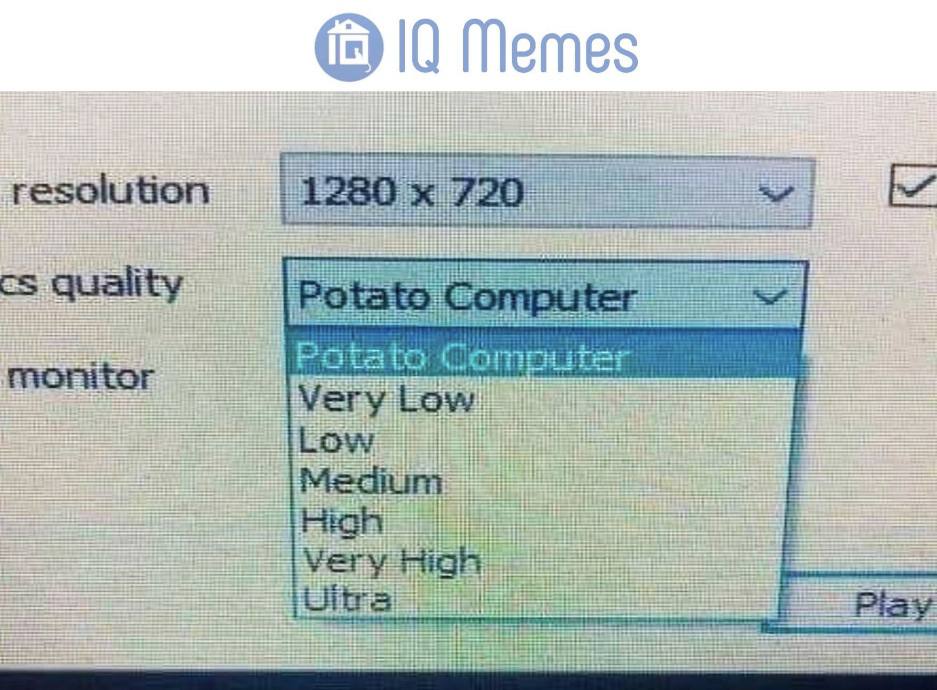 IQ Memes
resolution 1280 x 720
cs quality Potato Computer
Potato Computer
monitor
Very Low
Low
Medium
High
Very High
Ultra
Play